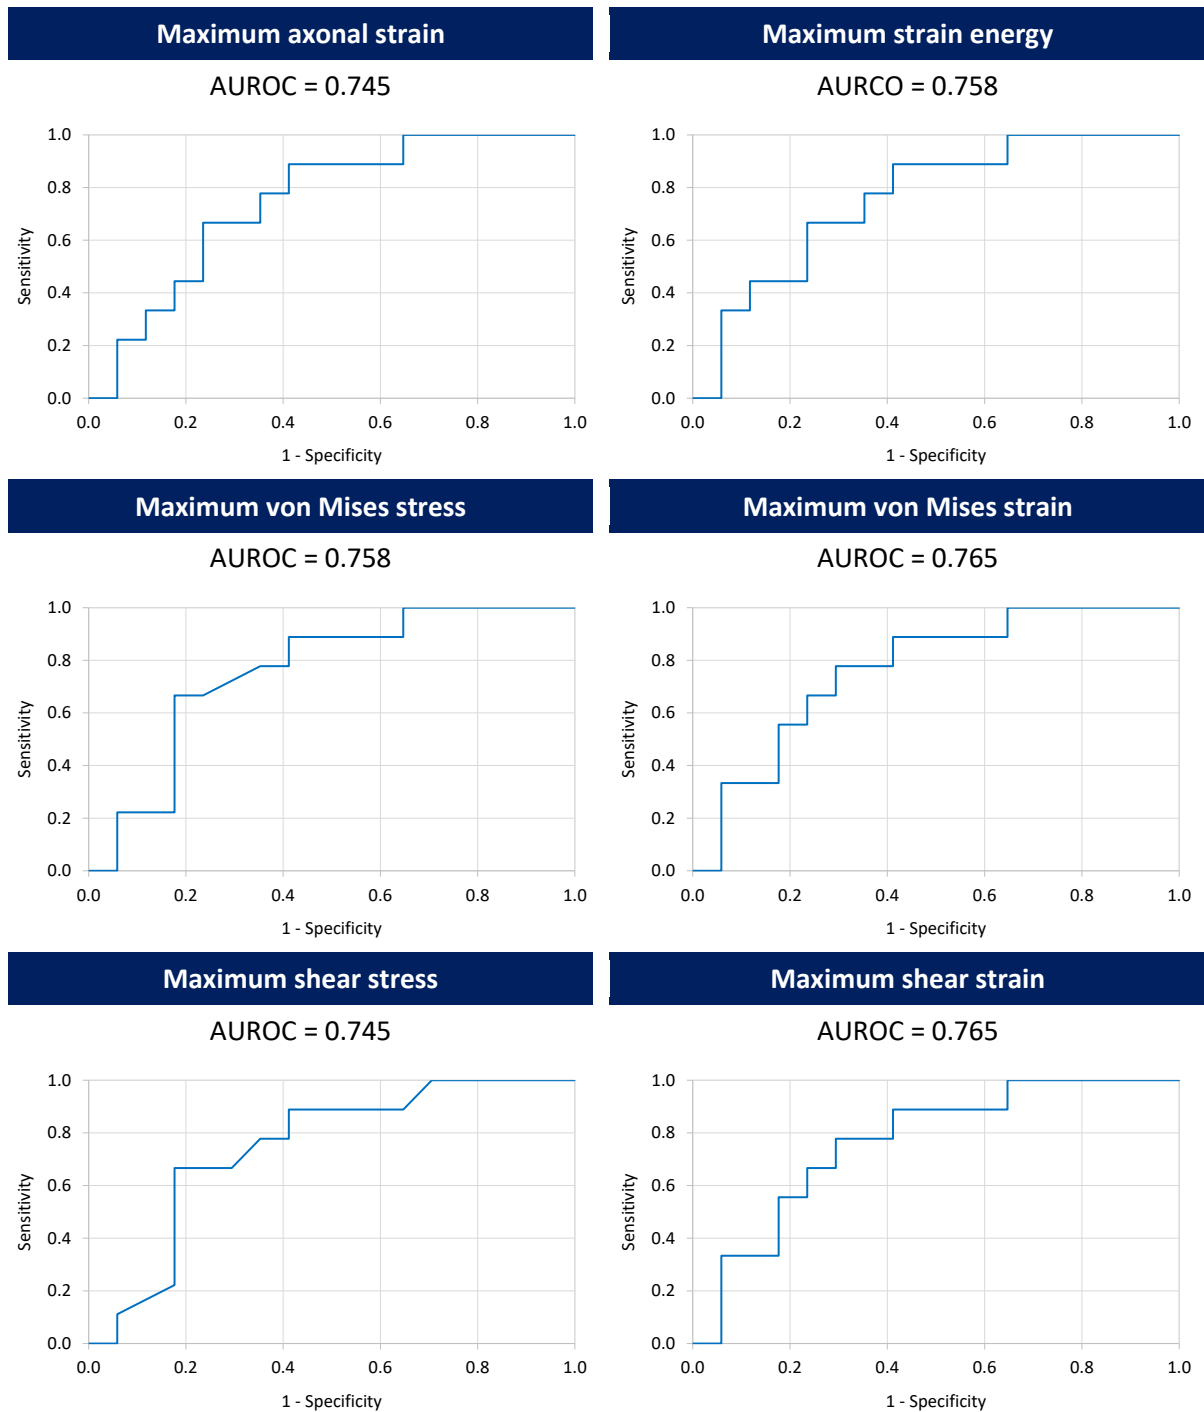 Maximum axonal strain
AUROC = 0.745
1.0
0.8
0.6
0.4
0.2
0.0
Sensitivity
0.0 0.2 0.4 0.6 0.8 1.0
1 - Specificity
Maximum strain energy
AURCO = 0.758
1.0
0.8
0.6
0.4
0.2
0.0
Sensitivity
0.0 0.2 0.4 0.6 0.8 1.0
1 - Specificity
Maximum von Mises stress
AUROC = 0.758
1.0
0.8
0.6
0.4
0.2
0.0
Sensitivity
0.0 0.2 0.4 0.6 0.8 1.0
1 - Specificity
Maximum von Mises strain
AUROC = 0.765
1.0
0.8
0.6
0.4
0.2
0.0
Sensitivity
0.0 0.2 0.4 0.6 0.8 1.0
1 - Specificity
Maximum shear stress
AUROC = 0.745
1.0
0.8
0.6
0.4
0.2
0.0
Sensitivity
0.0 0.2 0.4 0.6 0.8 1.0
1 - Specificity
Maximum shear strain
AUROC = 0.765
1.0
0.8
0.6
0.4
0.2
0.0
Sensitivity
0.0 0.2 0.4 0.6 0.8 1.0
1 - Specificity